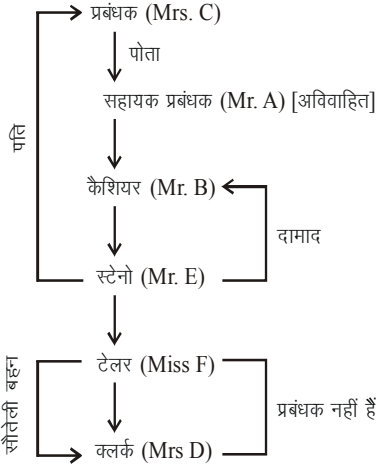 प्रबंधक (Mrs. C)
पोता
सहायक प्रबंधक (Mr. A) [अविवाहित]
पति
कैशियर (Mr. B)
दामाद
स्टेनो (Mr. E)
सौतेली बहन
टेलर (Miss F)
प्रबंधक नहीं हैं
क्लर्क (Mrs D)